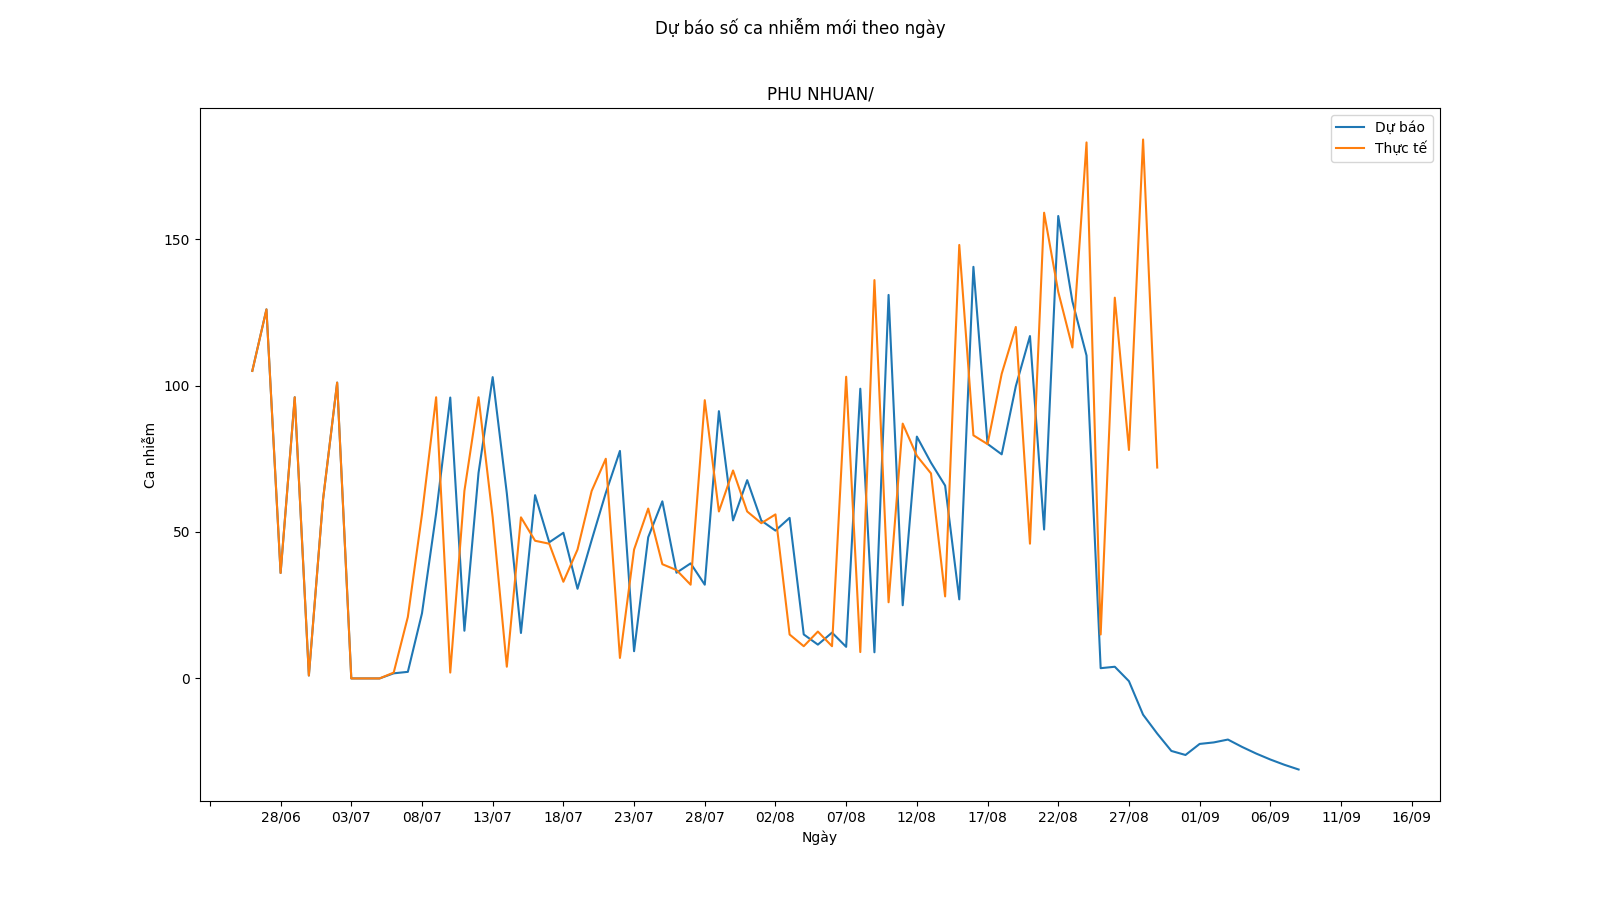 Dự báo số ca nhiễm mới theo ngày
PHU NHUAN/
Dự báo
Thực tế
150
100
50
0
Ca nhiễm
28/06 03/07 08/07 13/07 18/07 23/07 28/07 02/08 07/08 12/08 17/08 22/08 27/08 01/09 06/09 11/09 16/09
Ngày